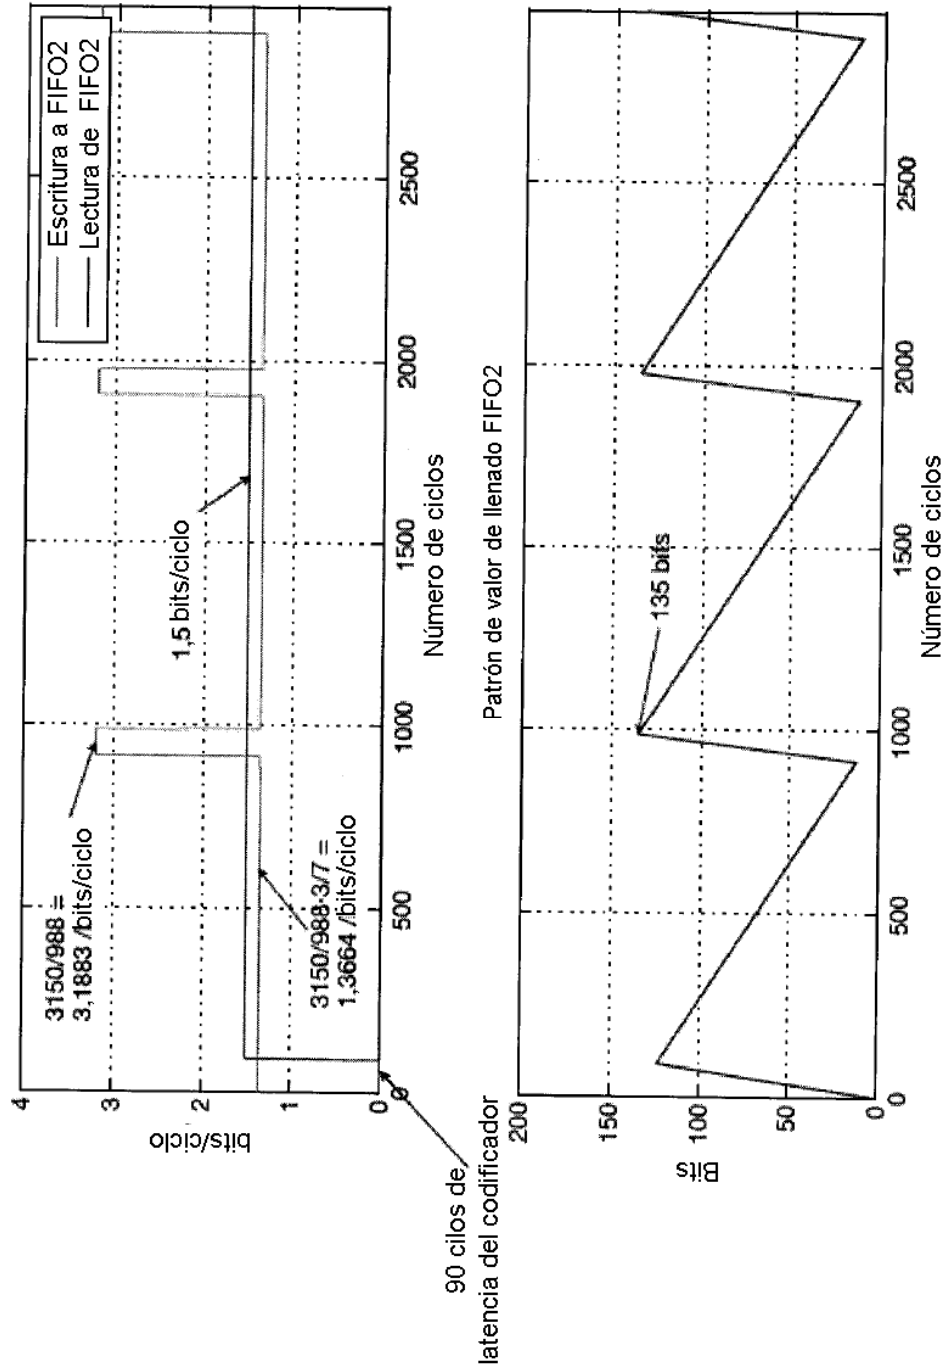 Escritura a FIFO2
Lectura de FIFO2
4
3
2
1
0
bits/ciclo
3150/988 =
3,1883 /bits/ciclo
1,5 bits/ciclo
3150/988·3/7 =
1,3664 /bits/ciclo
0
500
1000
1500
2000
2500
Número de ciclos
90 cilos de
latencia del codificador
Patrón de valor de llenado FIFO2
200
150
100
50
0
Bits
135 bits
0
500
1000
1500
2000
2500
Número de ciclos